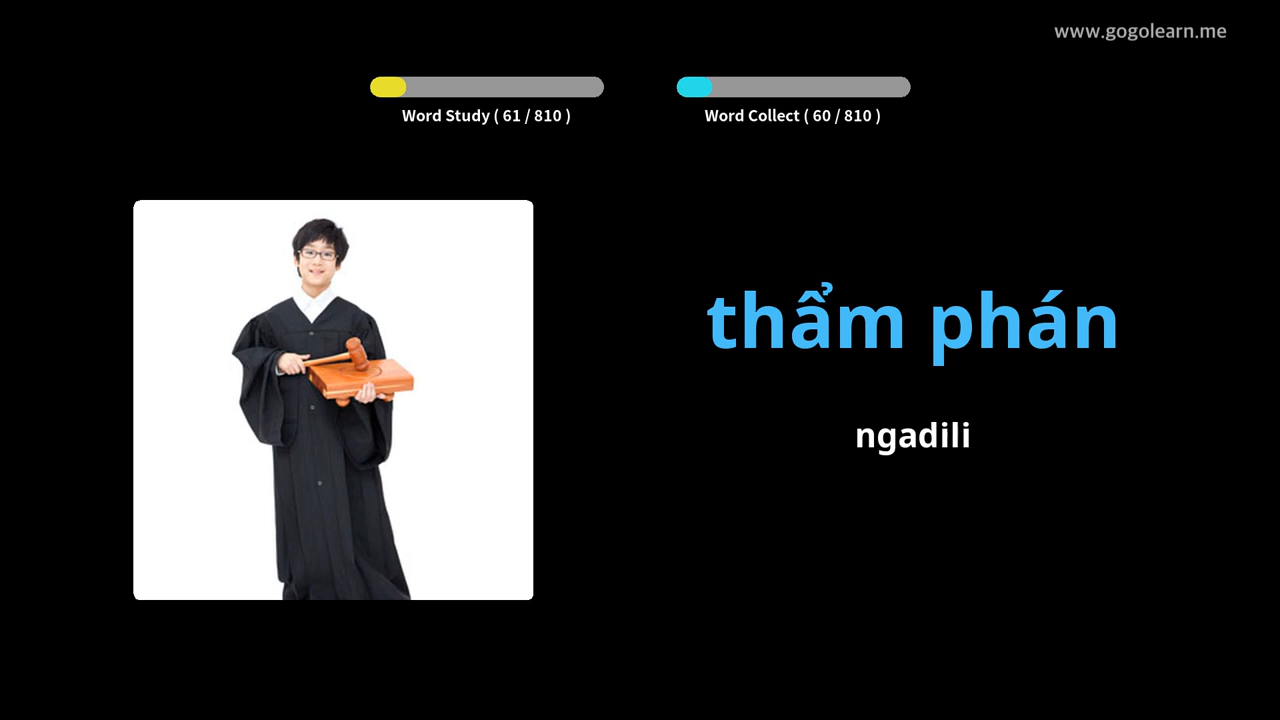 www.gogolearn.me
Word Study ( 61 / 810 )
Word Collect ( 60 / 810 )
thẩm phán
ngadili